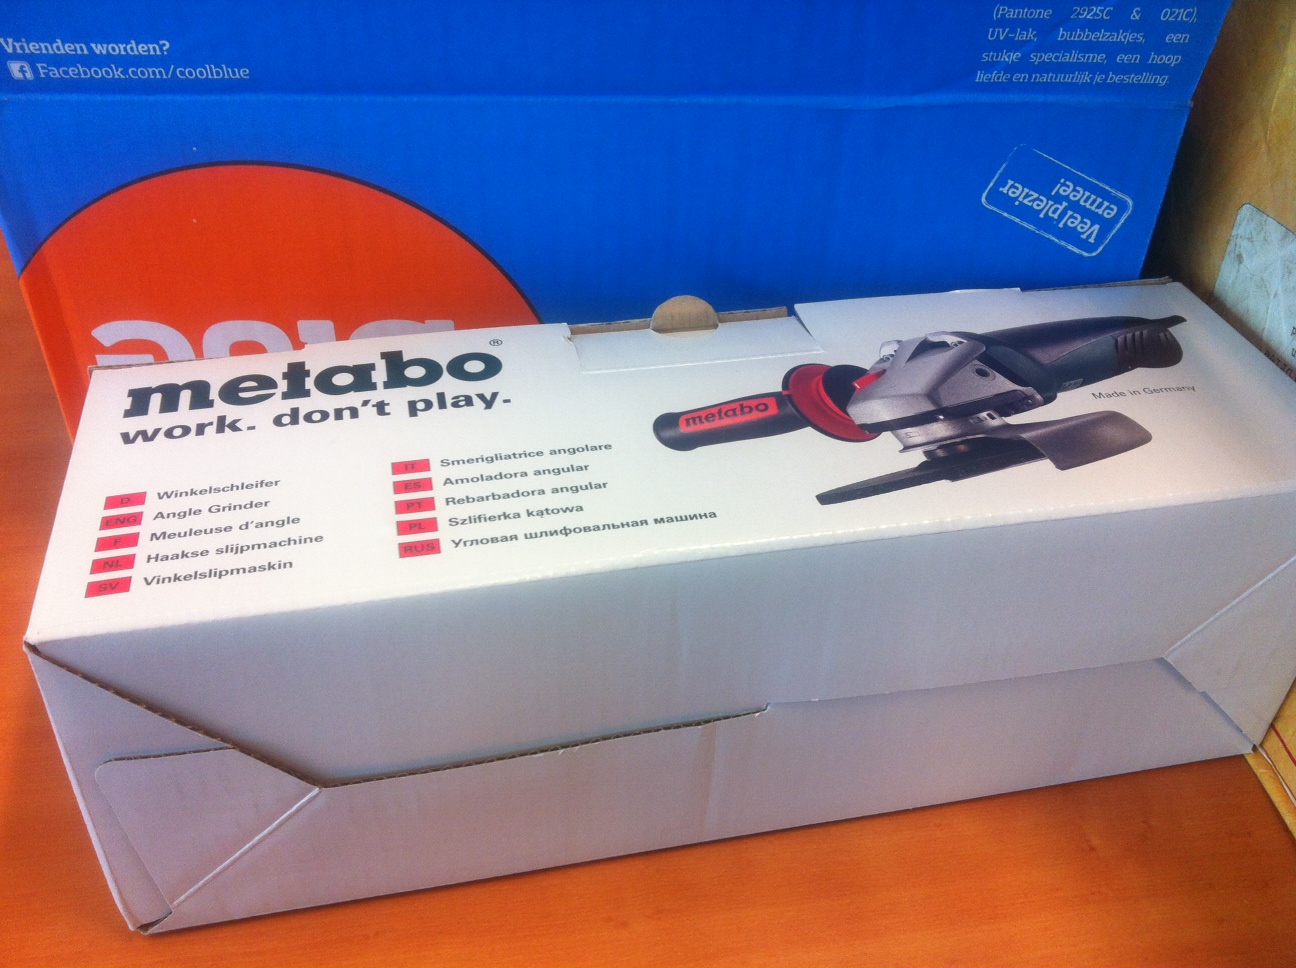 Vrienden worden?
Facebook.com/coolblue
(Pantone 2925C & 021C),
UV-lak, bubbelzakjes, een
stukje specialisme, een hoop
liefde en natuurlijk je bestelling.
Veel plezier
ermee!
metabo®
work. don't play.
D Winkelschleifer
ENG Angle Grinder
F Meuleuse d'angle
NL Haakse slijpmachine
SV Vinkelslipmaskin
IT Smerigliatrice angolare
ES Amoladora angular
PT Rebarbadora angular
PL Szlifierka kątowa
RUS Угловая шлифовальная машина
metabo
Made in Germany